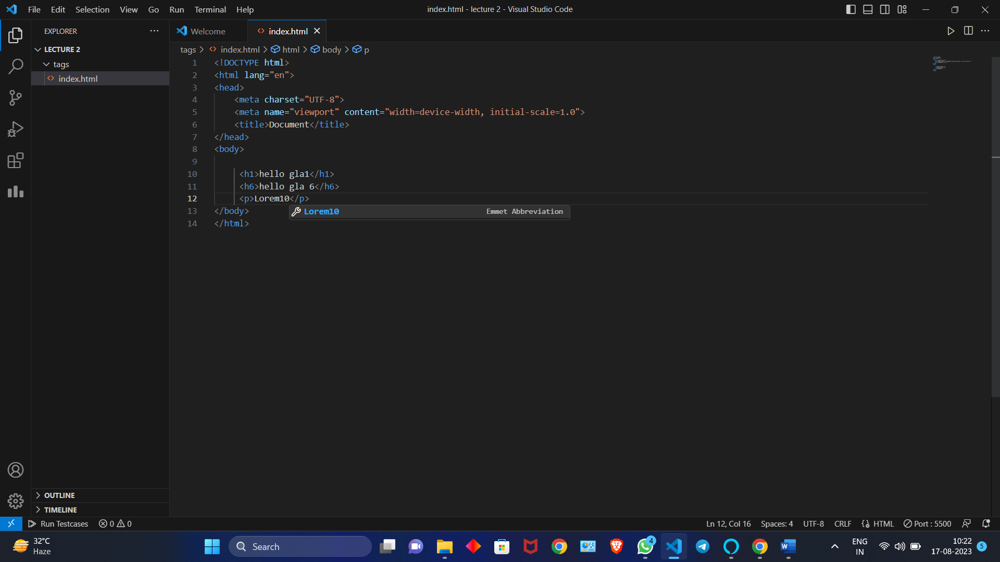 File Edit Selection View Go Run Terminal Help
index.html - lecture 2 - Visual Studio Code
EXPLORER
Welcome
index.html
LECTURE 2
tags
index.html
tags > index.html > html > body > p
1 <!DOCTYPE html>
2 <html lang="en">
3 <head>
4 <meta charset="UTF-8">
5 <meta name="viewport" content="width=device-width, initial-scale=1.0">
6 <title>Document</title>
7 </head>
8 <body>
9
10 <h1>hello gla1</h1>
11 <h6>hello gla 6</h6>
12 <p>Lorem10</p>
Lorem10 Emmet Abbreviation
13 </body>
14 </html>
OUTLINE
TIMELINE
Run Testcases 0 0
Ln 12, Col 16 Spaces: 4 UTF-8 CRLF HTML Port : 5500
32°C
Haze
Search
4
W
ENG
IN
10:22
17-08-2023
5